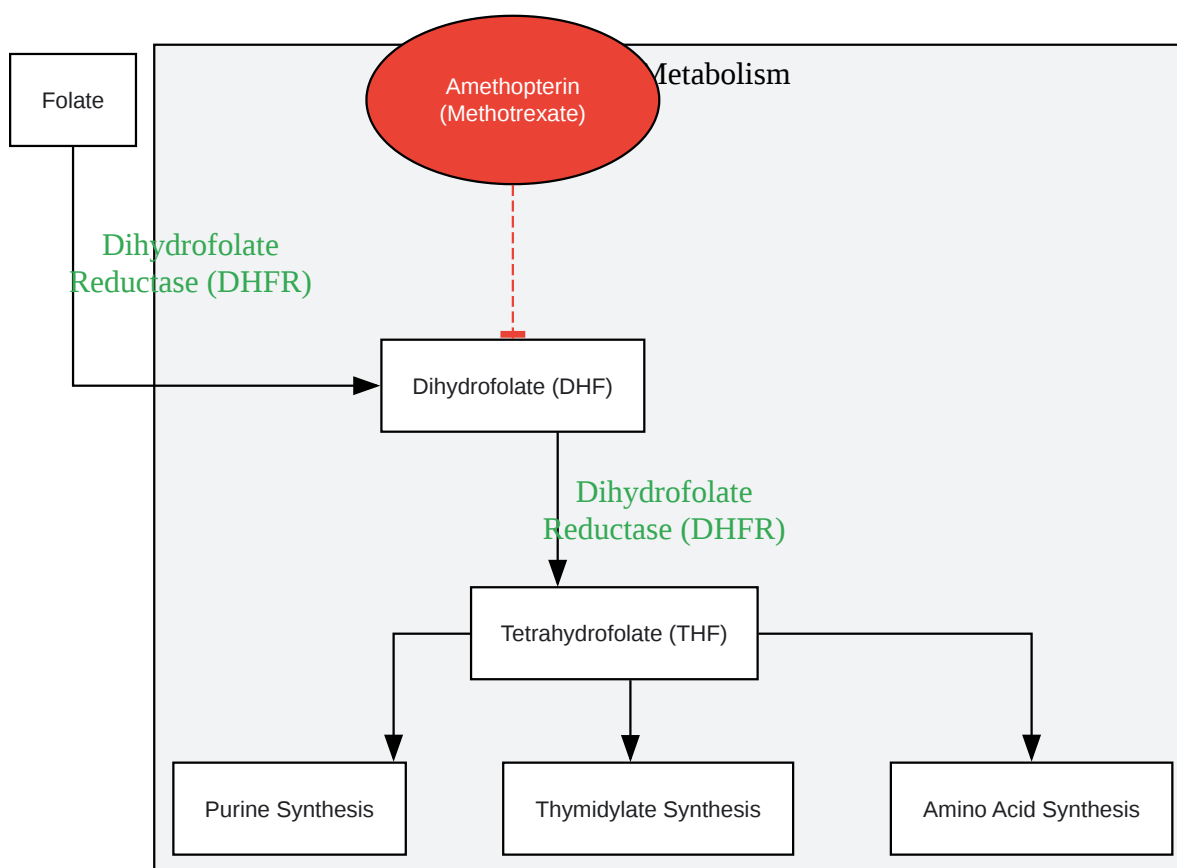 Folate
Amethopterin
(Methotrexate)
Metabolism
Dihydrofolate
Reductase (DHFR)
Dihydrofolate (DHF)
Dihydrofolate
Reductase (DHFR)
Tetrahydrofolate (THF)
Purine Synthesis
Thymidylate Synthesis
Amino Acid Synthesis